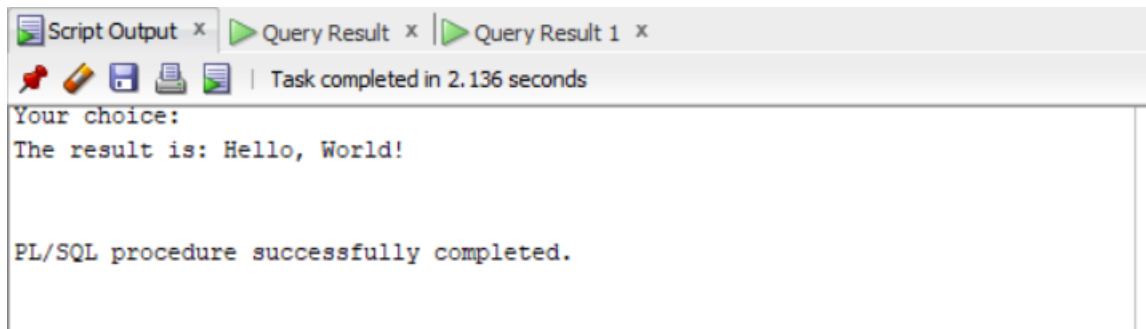 Script Output x Query Result x Query Result 1 x
Task completed in 2.136 seconds
Your choice:
The result is: Hello, World!
PL/SQL procedure successfully completed.